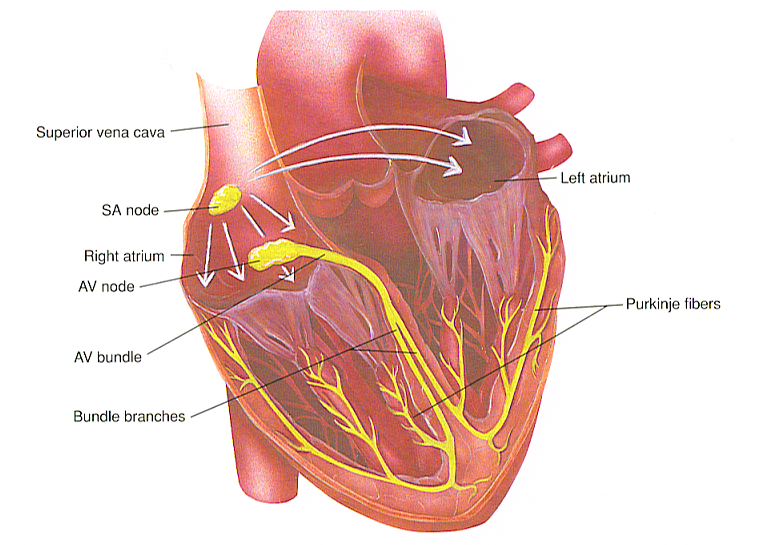 Superior vena cava
SA node
Right atrium
AV node
AV bundle
Bundle branches
Left atrium
Purkinje fibers